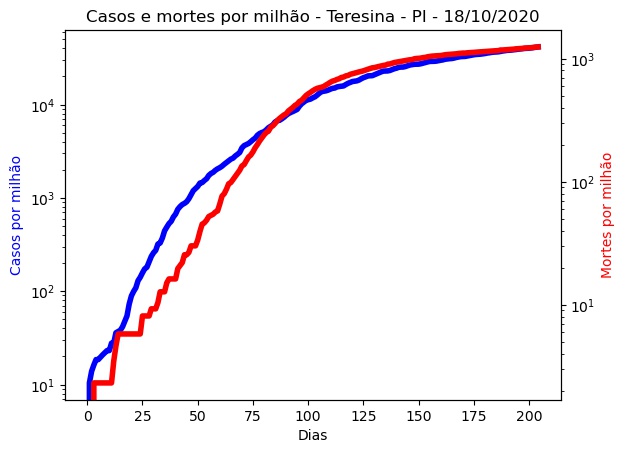 Casos e mortes por milhão - Teresina - PI - 18/10/2020
Casos por milhão
10⁴
10³
10²
10¹
Mortes por milhão
10³
10²
10¹
0 25 50 75 100 125 150 175 200
Dias